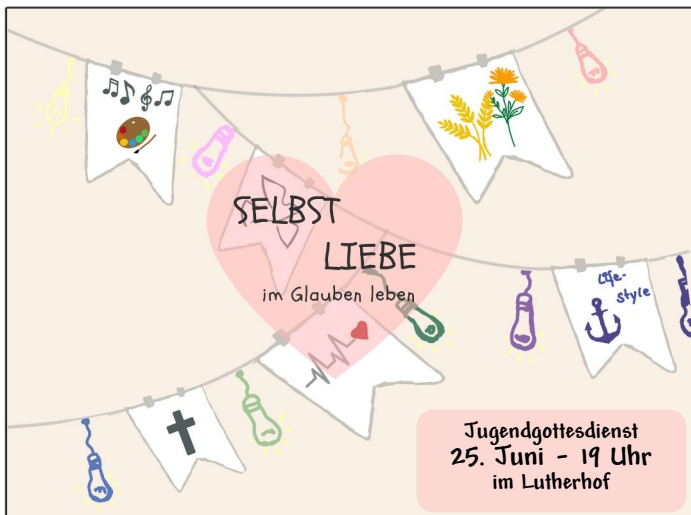 SELBST
LIEBE
im Glauben leben
Life-
style
Jugendgottesdienst
25. Juni - 19 Uhr
im Lutherhof